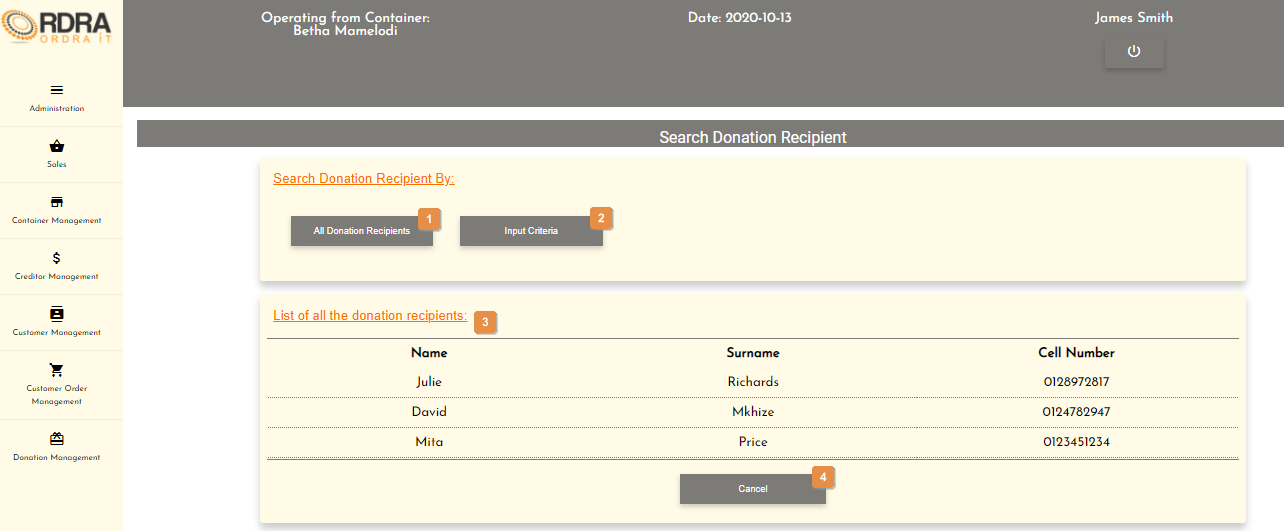 RDRA
ORDRA IT
Operating from Container:
Betha Mamelodi
Date: 2020-10-13
James Smith
Administration
Sales
Container Management
Creditor Management
Customer Management
Customer Order
Management
Donation Management
Search Donation Recipient
Search Donation Recipient By:
All Donation Recipients 1 Input Criteria 2
List of all the donation recipients: 3
Name Surname Cell Number
Julie Richards 0128972817
David Mkhize 0124782947
Mita Price 0123451234
Cancel 4